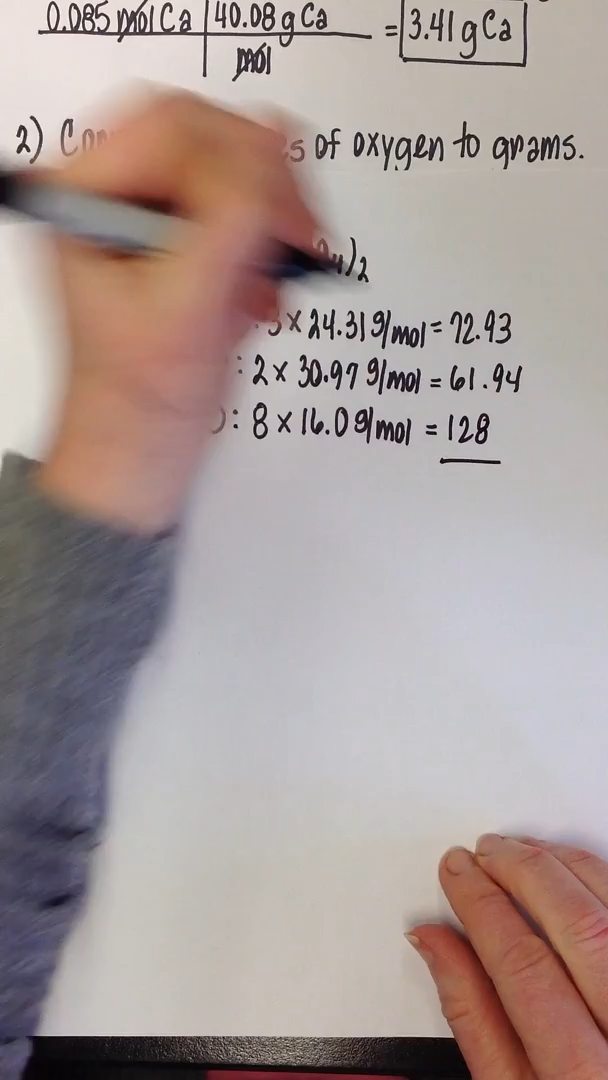 0.085 mol Ca | 40.08 g Ca = 3.41 g Ca
mol
2) of oxygen to grams.
)2
3 × 24.31 g/mol = 72.93
: 2 × 30.97 g/mol = 61.94
: 8 × 16.0 g/mol = 128